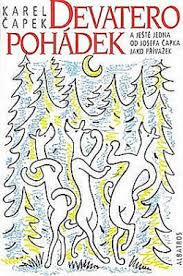 KAREL
ČAPEK
DEVATERO
POHÁDEK
A JEŠTĚ JEDNA
OD JOSEFA ČAPKA
JAKO PŘÍVAŽEK
ALBATROS